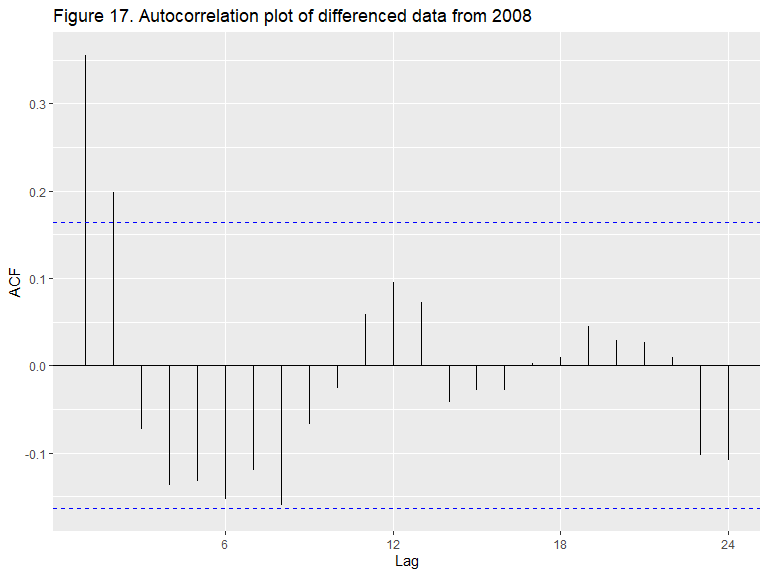 Figure 17. Autocorrelation plot of differenced data from 2008
0.3
0.2
0.1
0.0
-0.1
ACF
6 12 18 24
Lag